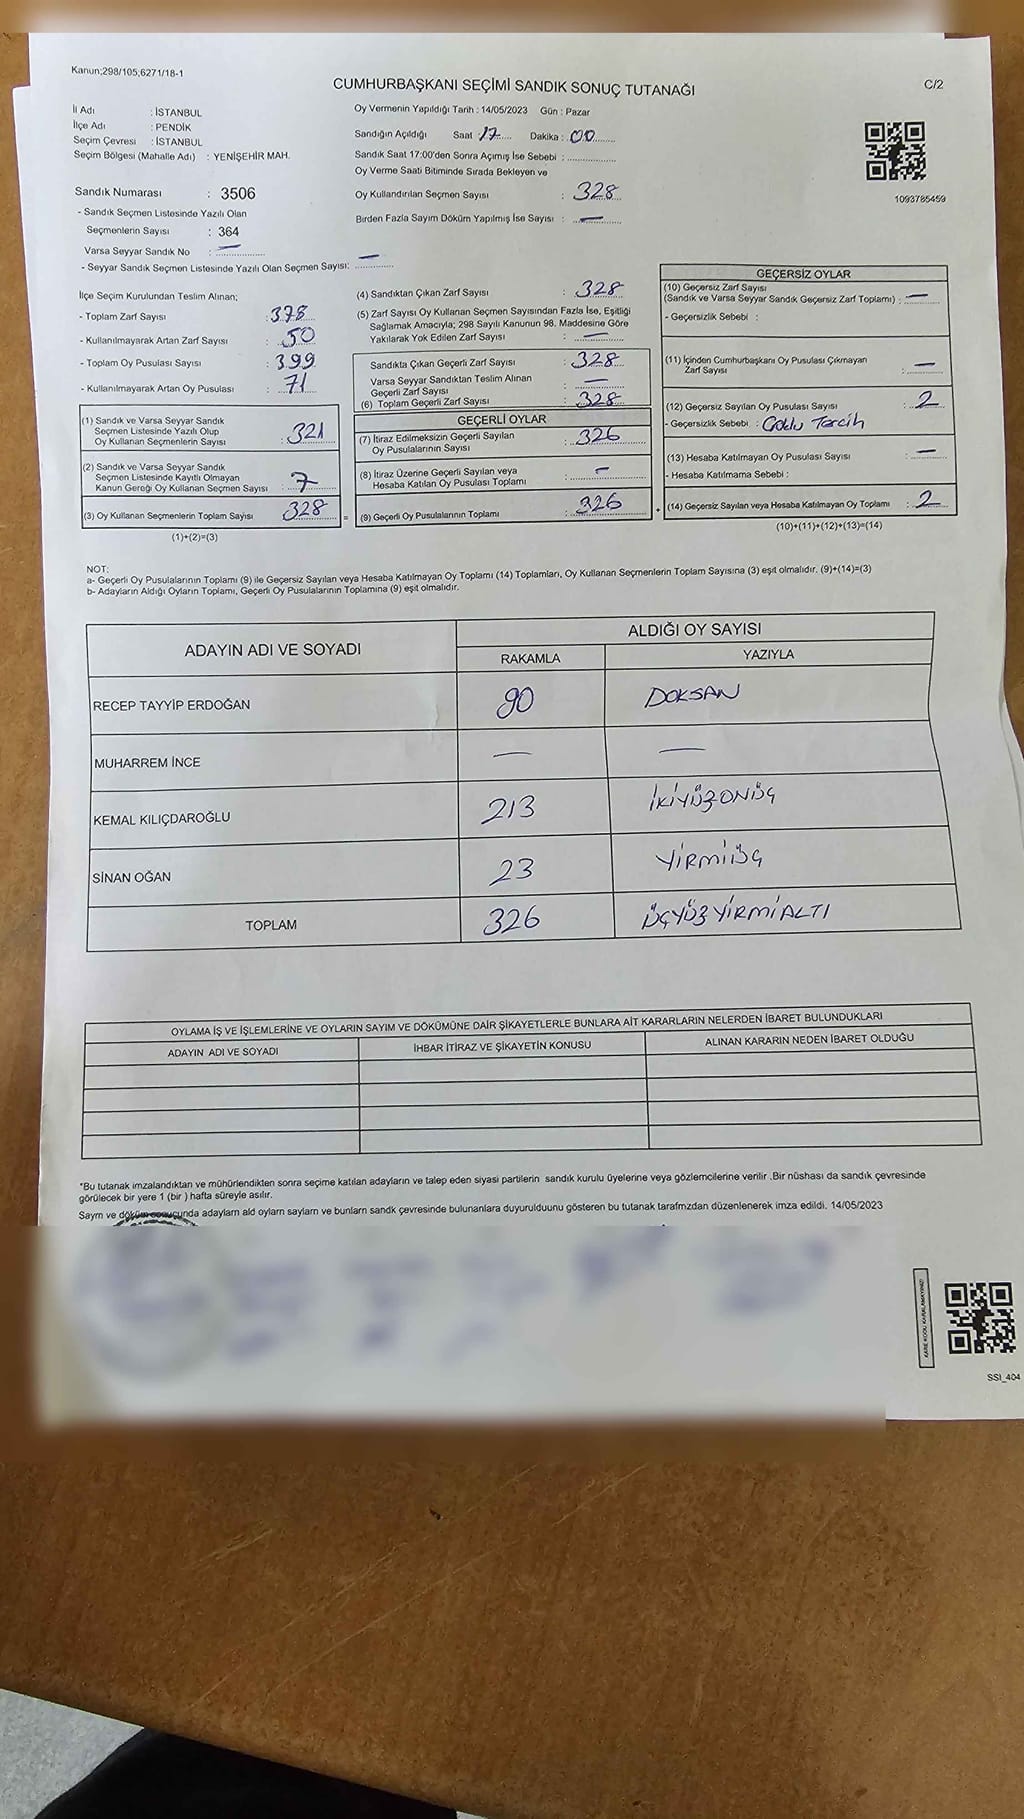 Kanun;298/105;6271/18-1
CUMHURBAŞKANI SEÇİMİ SANDIK SONUÇ TUTANAĞI
C/2
İl Adı : İSTANBUL
İlçe Adı : PENDİK
Seçim Çevresi : İSTANBUL
Seçim Bölgesi (Mahalle Adı) : YENİŞEHİR MAH.
Sandık Numarası : 3506
- Sandık Seçmen Listesinde Yazılı Olan
Seçmenlerin Sayısı : 364
Varsa Seyyar Sandık No : —
- Seyyar Sandık Seçmen Listesinde Yazılı Olan Seçmen Sayısı: —
Oy Vermenin Yapıldığı Tarih : 14/05/2023 Gün : Pazar
Sandığın Açıldığı Saat : 17 Dakika : 00
Sandık Saat 17:00'den Sonra Açımış İse Sebebi :
Oy Verme Saati Bitiminde Sırada Bekleyen ve
Oy Kullandırılan Seçmen Sayısı : 328
Birden Fazla Sayım Döküm Yapılmış İse Sayısı : —
1093785459
İlçe Seçim Kurulundan Teslim Alınan;
- Toplam Zarf Sayısı : 378
- Kullanılmayarak Artan Zarf Sayısı : 50
- Toplam Oy Pusulası Sayısı : 399
- Kullanılmayarak Artan Oy Pusulası : 71
(1) Sandık ve Varsa Seyyar Sandık
Seçmen Listesinde Yazılı Olup
Oy Kullanan Seçmenlerin Sayısı : 321
(2) Sandık ve Varsa Seyyar Sandık
Seçmen Listesinde Kayıtlı Olmayan
Kanun Gereği Oy Kullanan Seçmen Sayısı : 7
(3) Oy Kullanan Seçmenlerin Toplam Sayısı : 328
(1)+(2)=(3)
(4) Sandıktan Çıkan Zarf Sayısı : 328
(5) Zarf Sayısı Oy Kullanan Seçmen Sayısından Fazla İse, Eşitliği
Sağlamak Amacıyla; 298 Sayılı Kanunun 98. Maddesine Göre
Yakılarak Yok Edilen Zarf Sayısı : —
Sandıkta Çıkan Geçerli Zarf Sayısı : 328
Varsa Seyyar Sandıktan Teslim Alınan
Geçerli Zarf Sayısı : —
(6) Toplam Geçerli Zarf Sayısı : 328
=
GEÇERLİ OYLAR
(7) İtiraz Edilmeksizin Geçerli Sayılan
Oy Pusulalarının Sayısı : 326
(8) İtiraz Üzerine Geçerli Sayılan veya
Hesaba Katılan Oy Pusulası Toplamı : —
(9) Geçerli Oy Pusulalarının Toplamı : 326
+
GEÇERSİZ OYLAR
(10) Geçersiz Zarf Sayısı
(Sandık ve Varsa Seyyar Sandık Geçersiz Zarf Toplamı) : —
- Geçersizlik Sebebi :
(11) İçinden Cumhurbaşkanı Oy Pusulası Çıkmayan
Zarf Sayısı : —
(12) Geçersiz Sayılan Oy Pusulası Sayısı : 2
- Geçersizlik Sebebi : Çoklu Tercih
(13) Hesaba Katılmayan Oy Pusulası Sayısı : —
- Hesaba Katılmama Sebebi :
(14) Geçersiz Sayılan veya Hesaba Katılmayan Oy Toplamı : 2
(10)+(11)+(12)+(13)=(14)
NOT:
a- Geçerli Oy Pusulalarının Toplamı (9) ile Geçersiz Sayılan veya Hesaba Katılmayan Oy Toplamı (14) Toplamları, Oy Kullanan Seçmenlerin Toplam Sayısına (3) eşit olmalıdır. (9)+(14)=(3)
b- Adayların Aldığı Oyların Toplamı, Geçerli Oy Pusulalarının Toplamına (9) eşit olmalıdır.
ADAYIN ADI VE SOYADI
ALDIĞI OY SAYISI
RAKAMLA YAZIYLA
RECEP TAYYİP ERDOĞAN 90 DOKSAN
MUHARREM İNCE — —
KEMAL KILIÇDAROĞLU 213 İKİYÜZONÜÇ
SİNAN OĞAN 23 YİRMİÜÇ
TOPLAM 326 ÜÇYÜZYİRMİALTI
OYLAMA İŞ VE İŞLEMLERİNE VE OYLARIN SAYIM VE DÖKÜMÜNE DAİR ŞİKAYETLERLE BUNLARA AİT KARARLARIN NELERDEN İBARET BULUNDUKLARI
ADAYIN ADI VE SOYADI İHBAR İTİRAZ VE ŞİKAYETİN KONUSU ALINAN KARARIN NEDEN İBARET OLDUĞU
*Bu tutanak imzalandıktan ve mühürlendikten sonra seçime katılan adayların ve talep eden siyasi partilerin sandık kurulu üyelerine veya gözlemcilerine verilir .Bir nüshası da sandık çevresinde
görülecek bir yere 1 (bir ) hafta süreyle asılır.
Sayım ve döküm sonucunda adayların ald oyların sayların ve bunların sandk çevresinde bulunanlara duyurulduunu gösteren bu tutanak tarafmzdan düzenlenerek imza edildi. 14/05/2023
KARE KODU KARALAMAYINIZ!
SSI_404